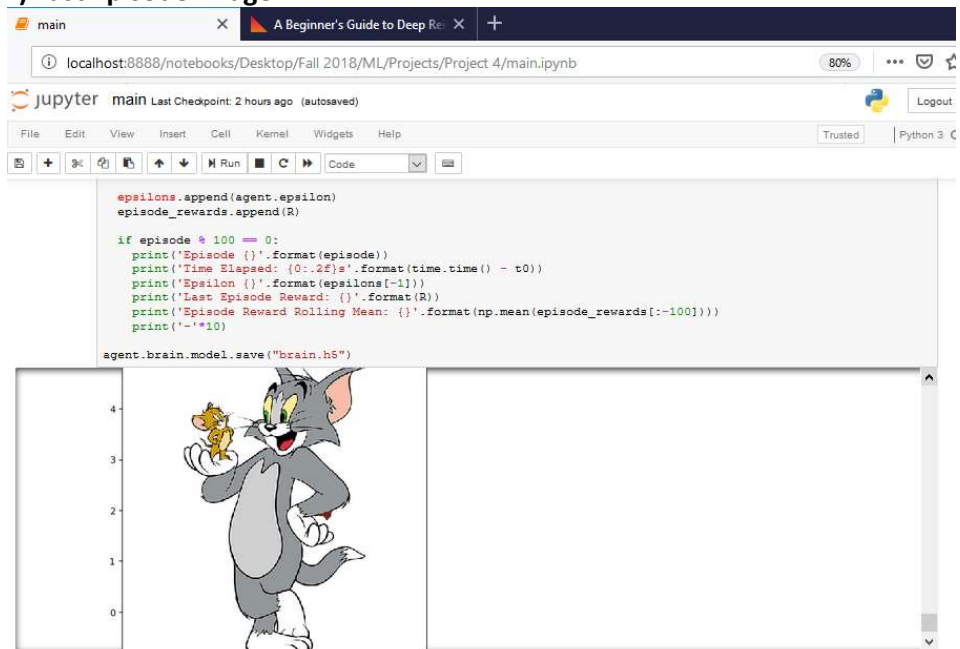 main
A Beginner's Guide to Deep Rei
localhost:8888/notebooks/Desktop/Fall 2018/ML/Projects/Project 4/main.ipynb
80%
jupyter main Last Checkpoint: 2 hours ago (autosaved)
Logout
File Edit View Insert Cell Kernel Widgets Help
Trusted
Python 3
Run
Code
epsilons.append(agent.epsilon)
episode_rewards.append(R)
if episode % 100 == 0:
print('Episode {}'.format(episode))
print('Time Elapsed: {0:.2f}s'.format(time.time() - t0))
print('Epsilon {}'.format(epsilons[-1]))
print('Last Episode Reward: {}'.format(R))
print('Episode Reward Rolling Mean: {}'.format(np.mean(episode_rewards[:-100])))
print('-'*10)
agent.brain.model.save("brain.h5")
4
3
2
1
0